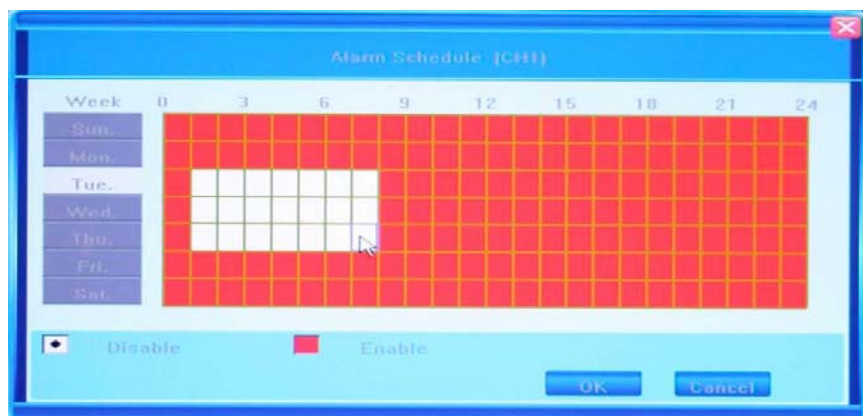 Alarm Schedule (CH1)
Week 0 3 6 9 12 15 18 21 24
Sun.
Mon.
Tue.
Wed.
Thu.
Fri.
Sat.
Disable Enable
OK Cancel